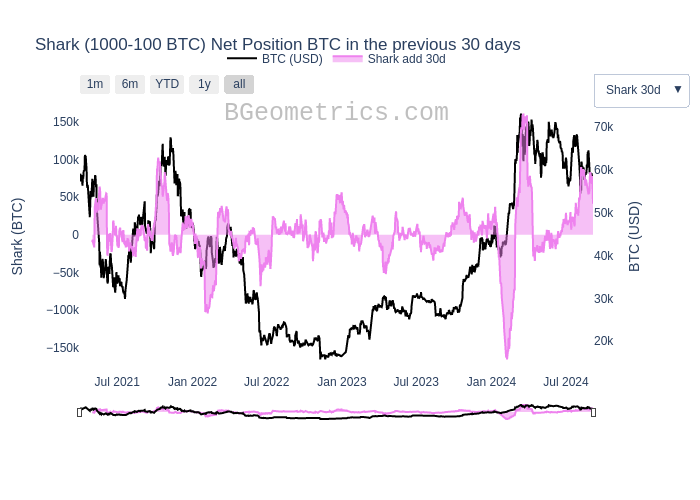 Shark (1000-100 BTC) Net Position BTC in the previous 30 days
BTC (USD) Shark add 30d
1m 6m YTD 1y all
Shark 30d ▼
BGeometrics.com
150k
100k
50k
0
−50k
−100k
−150k
Shark (BTC)
70k
60k
50k
40k
30k
20k
BTC (USD)
Jul 2021 Jan 2022 Jul 2022 Jan 2023 Jul 2023 Jan 2024 Jul 2024